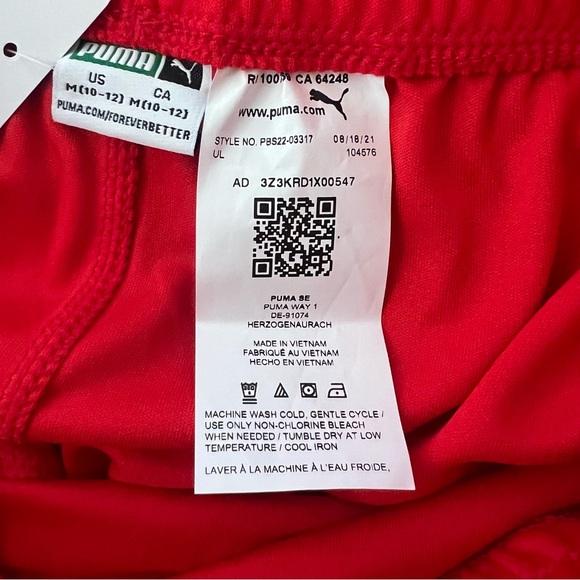 PUMA
US CA
M(10-12) M(10-12)
PUMA.COM/FOREVERBETTER
R/100% CA 64248
www.puma.com
STYLE NO. PBS22-03317 08/18/21
UL 104576
AD 3Z3KRD1X00547
PUMA SE
PUMA WAY 1
DE-91074
HERZOGENAURACH
MADE IN VIETNAM
FABRIQUÉ AU VIETNAM
HECHO EN VIETNAM
MACHINE WASH COLD, GENTLE CYCLE /
USE ONLY NON-CHLORINE BLEACH
WHEN NEEDED / TUMBLE DRY AT LOW
TEMPERATURE / COOL IRON
LAVER À LA MACHINE À L'EAU FROIDE,